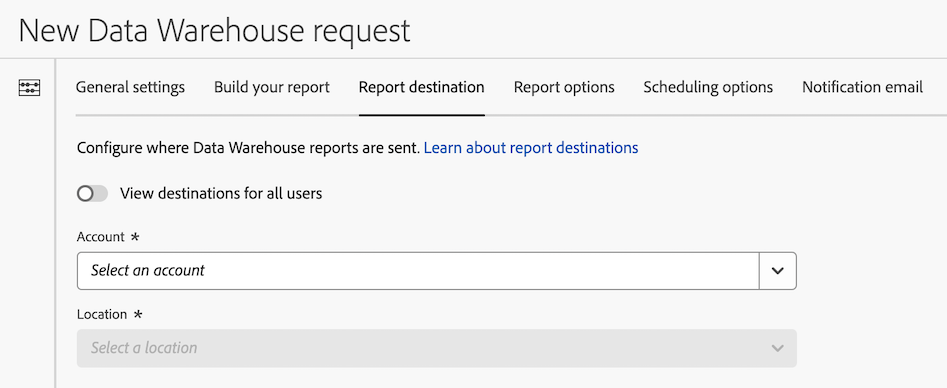 New Data Warehouse request
General settings Build your report Report destination Report options Scheduling options Notification email
Configure where Data Warehouse reports are sent. Learn about report destinations
View destinations for all users
Account *
Select an account
Location *
Select a location